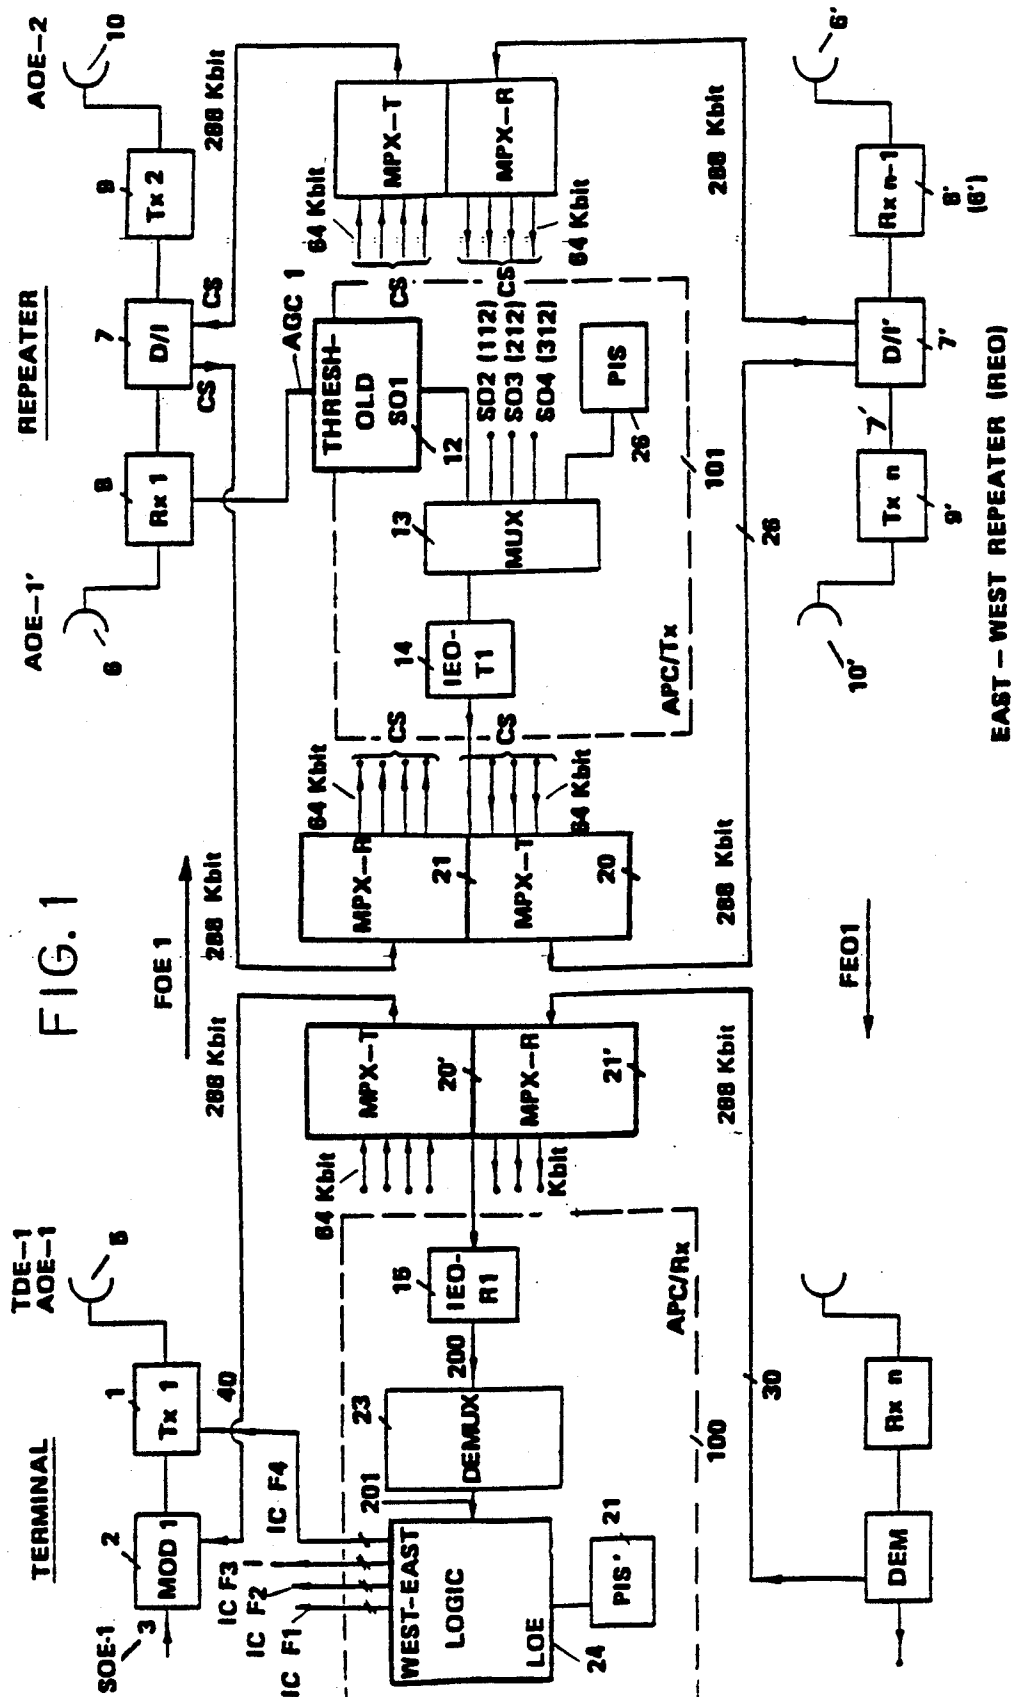 FIG. 1
TERMINAL
REPEATER
TDE-1
AOE-1
5
AOE-1'
6
AOE-2
10
SOE-1
3
2
MOD 1
1
Tx 1
40
8
Rx 1
7
D/I
9
Tx 2
CS
CS
288 Kbit
FOE 1
288 Kbit
288 Kbit
IC F1
IC F2
IC F3
IC F4
201
WEST-EAST
LOGIC
LOE
24
PIS'
21
23
DEMUX
200
15
IEO-
R1
APC/Rx
100
64 Kbit
MPX-T
20'
MPX-R
21'
Kbit
MPX-R
21
MPX-T
20
64 Kbit
CS
CS
64 Kbit
14
IEO-
T1
APC/Tx
13
MUX
12
THRESH-
OLD
SO1
AGC 1
SO2 (112)
SO3 (212)
SO4 (312)
PIS
26
101
64 Kbit
CS
CS
64 Kbit
MPX-T
MPX-R
288 Kbit
288 Kbit
288 Kbit
30
26
FEO1
DEM
Rx n
10'
Tx n
9'
7'
D/I'
7'
Rx n-1
8'
(6')
6'
EAST-WEST REPEATER (REO)